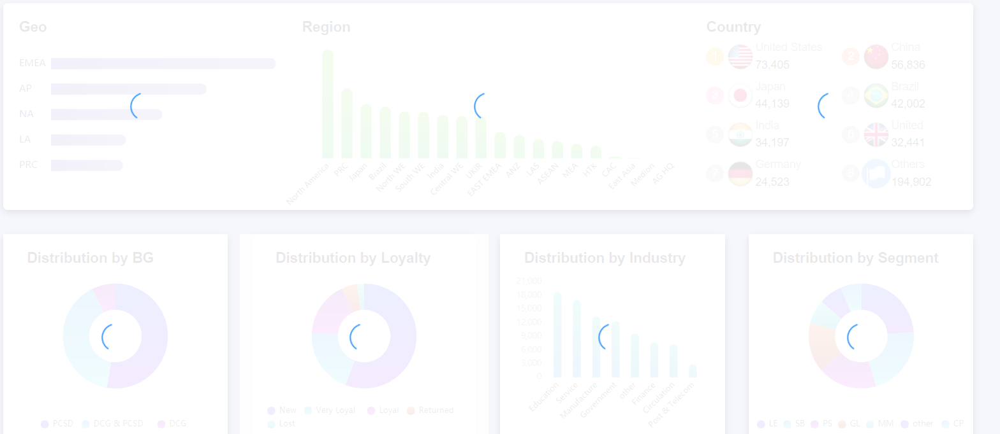 Geo
EMEA
AP
NA
LA
PRC
Region
North America
PRC
Japan
Brazil
North WE
South WE
India
Central WE
UKIR
EAST EMEA
ANZ
LAS
ASEAN
MEA
HTK
CAC
East Asia
Medion
AG HQ
Country
1 United States
73,405
2 China
56,836
3 Japan
44,139
4 Brazil
42,002
5 India
34,197
6 United
32,441
7 Germany
24,523
8 Others
194,902
Distribution by BG
PCSD DCG & PCSD DCG
Distribution by Loyalty
New Very Loyal Loyal Returned
Lost
Distribution by Industry
21,000
18,000
15,000
12,000
9,000
6,000
3,000
0
Education
Service
Manufacture
Government
other
Finance
Circulation
Post & Telecom
Distribution by Segment
LE SB PS GL MM other CP